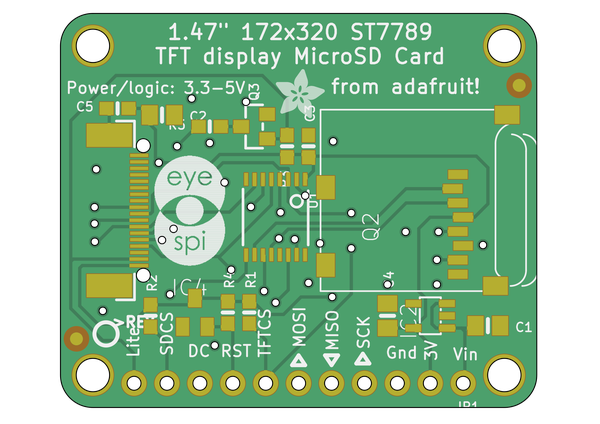 1.47" 172x320 ST7789
TFT display MicroSD Card
Power/logic: 3.3-5V
from adafruit!
C5
C2
Q3
C3
eye
spi
Q2
IC4
R2
R4
R1
C1
Lite
SDCS
DC
RST
TFTCS
MOSI
MISO
SCK
Gnd
3V
Vin